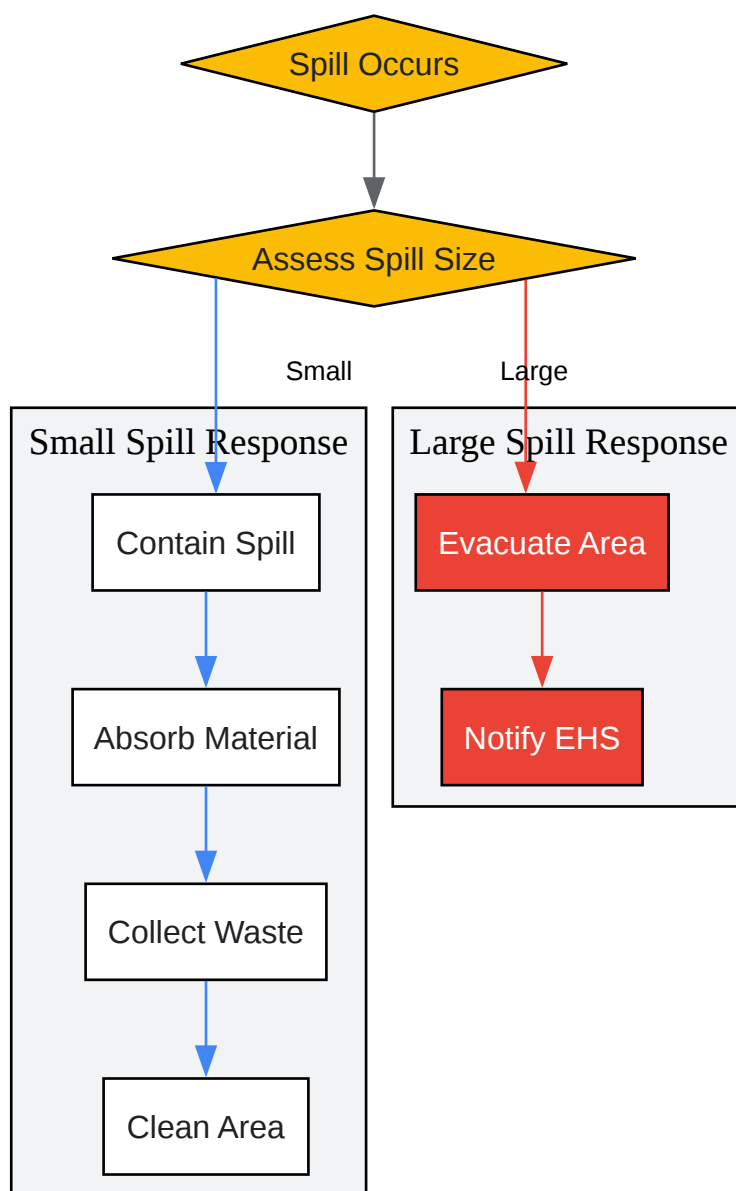 Spill Occurs
Assess Spill Size
Small
Large
Small Spill Response
Large Spill Response
Contain Spill
Evacuate Area
Absorb Material
Notify EHS
Collect Waste
Clean Area